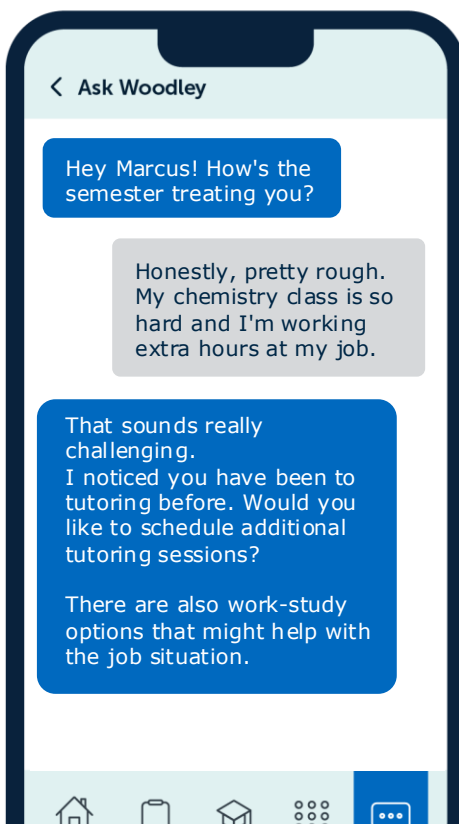 Ask Woodley
Hey Marcus! How's the
semester treating you?
Honestly, pretty rough.
My chemistry class is so
hard and I'm working
extra hours at my job.
That sounds really
challenging.
I noticed you have been to
tutoring before. Would you
like to schedule additional
tutoring sessions?
There are also work-study
options that might help with
the job situation.